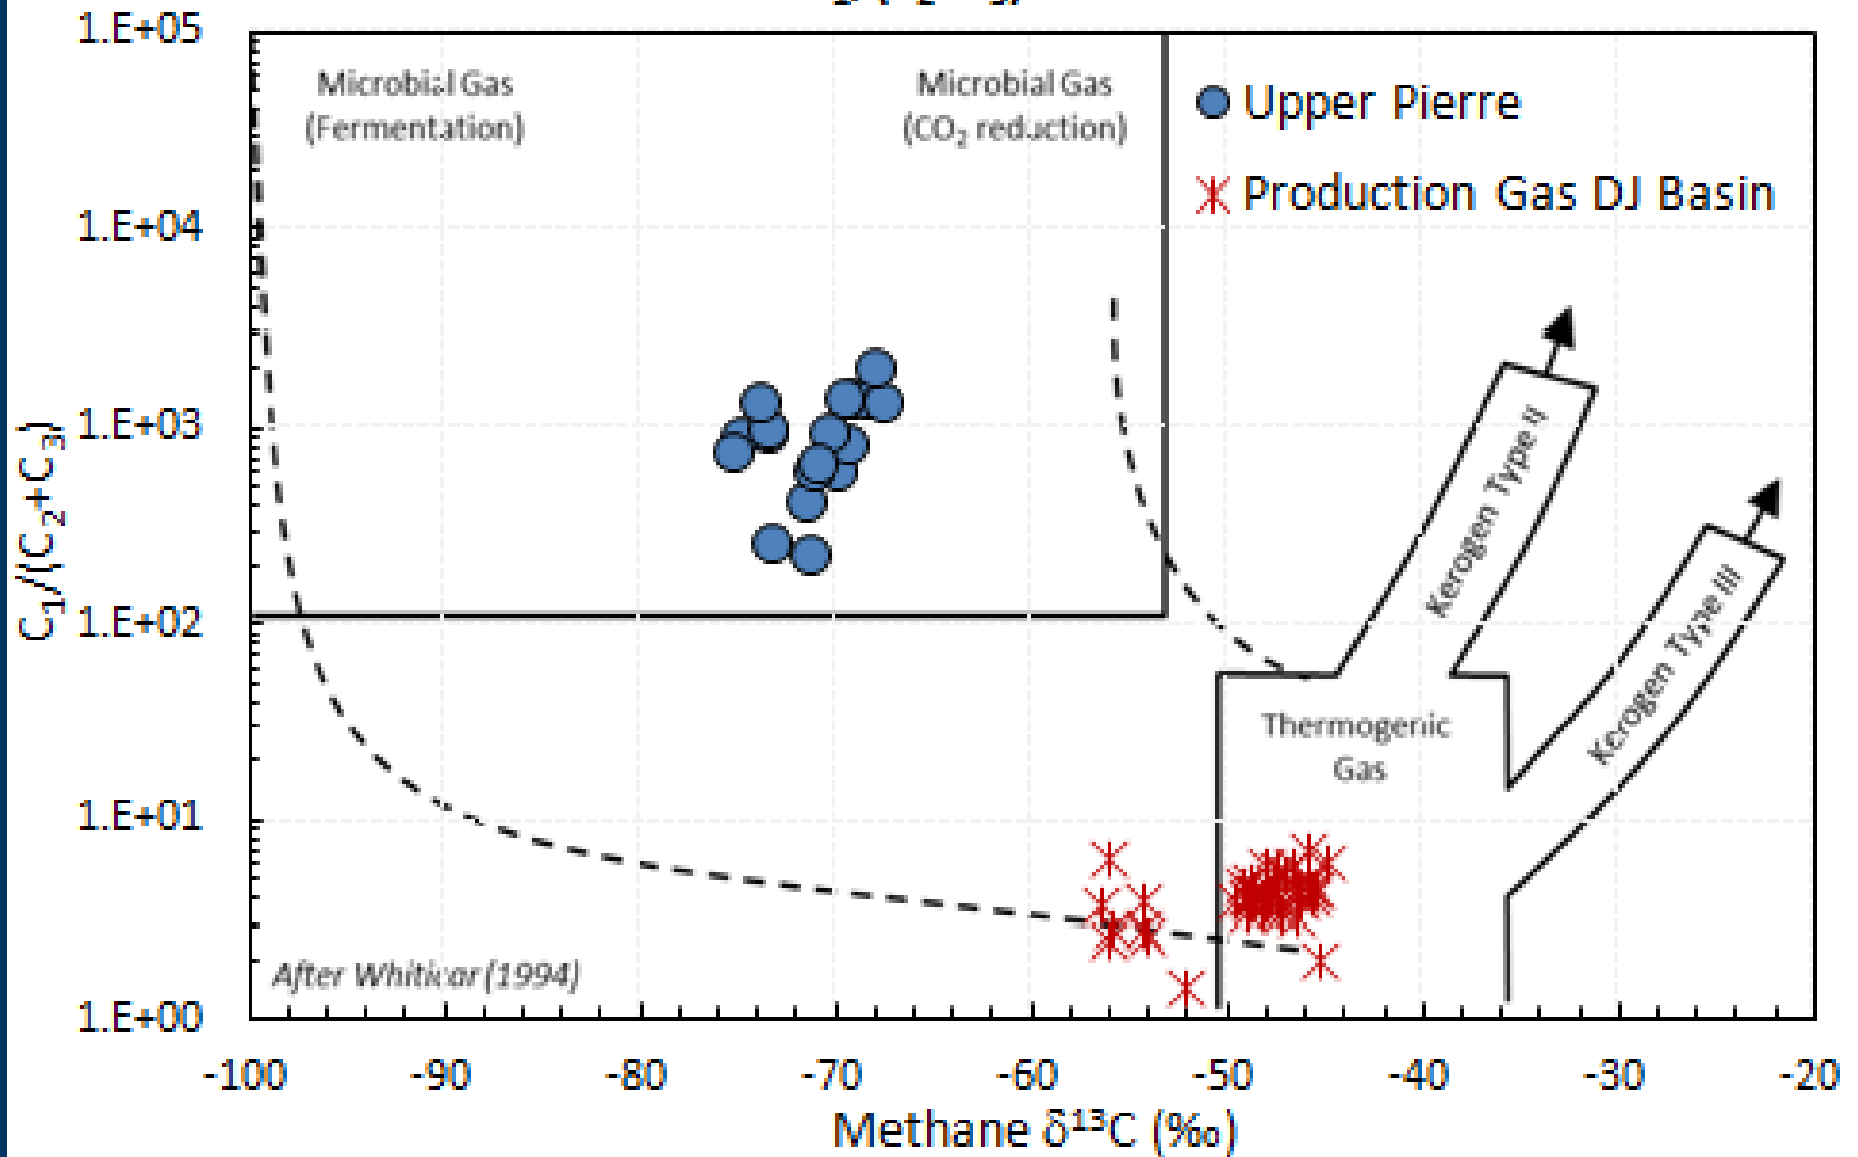 1.E+05
1.E+04
1.E+03
1.E+02
1.E+01
1.E+00
C₁/(C₂+C₃)
Microbial Gas
(Fermentation)
Microbial Gas
(CO₂ reduction)
Upper Pierre
Production Gas DJ Basin
Kerogen Type II
Kerogen Type III
Thermogenic
Gas
After Whiticar (1994)
-100 -90 -80 -70 -60 -50 -40 -30 -20
Methane δ¹³C (‰)